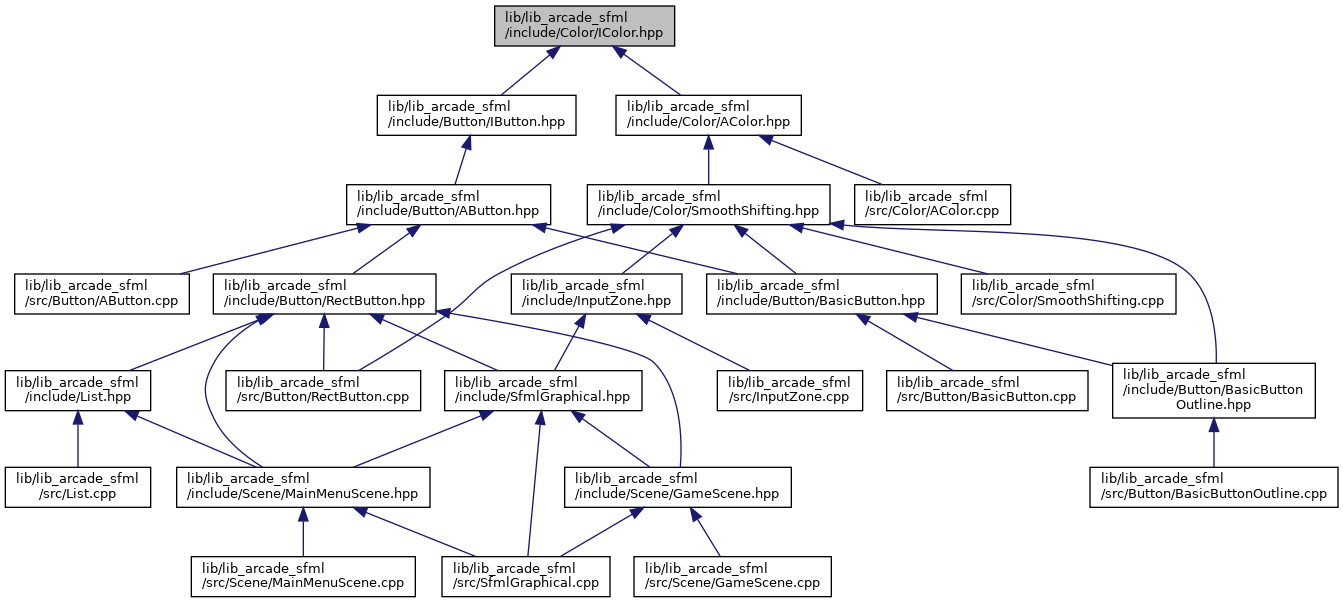 lib/lib_arcade_sfml
/include/Color/IColor.hpp
lib/lib_arcade_sfml
/include/Button/IButton.hpp
lib/lib_arcade_sfml
/include/Color/AColor.hpp
lib/lib_arcade_sfml
/include/Button/AButton.hpp
lib/lib_arcade_sfml
/include/Color/SmoothShifting.hpp
lib/lib_arcade_sfml
/src/Color/AColor.cpp
lib/lib_arcade_sfml
/src/Button/AButton.cpp
lib/lib_arcade_sfml
/include/Button/RectButton.hpp
lib/lib_arcade_sfml
/include/InputZone.hpp
lib/lib_arcade_sfml
/include/Button/BasicButton.hpp
lib/lib_arcade_sfml
/src/Color/SmoothShifting.cpp
lib/lib_arcade_sfml
/include/List.hpp
lib/lib_arcade_sfml
/src/Button/RectButton.cpp
lib/lib_arcade_sfml
/include/SfmlGraphical.hpp
lib/lib_arcade_sfml
/src/InputZone.cpp
lib/lib_arcade_sfml
/src/Button/BasicButton.cpp
lib/lib_arcade_sfml
/include/Button/BasicButton
Outline.hpp
lib/lib_arcade_sfml
/src/List.cpp
lib/lib_arcade_sfml
/include/Scene/MainMenuScene.hpp
lib/lib_arcade_sfml
/include/Scene/GameScene.hpp
lib/lib_arcade_sfml
/src/Button/BasicButtonOutline.cpp
lib/lib_arcade_sfml
/src/Scene/MainMenuScene.cpp
lib/lib_arcade_sfml
/src/SfmlGraphical.cpp
lib/lib_arcade_sfml
/src/Scene/GameScene.cpp